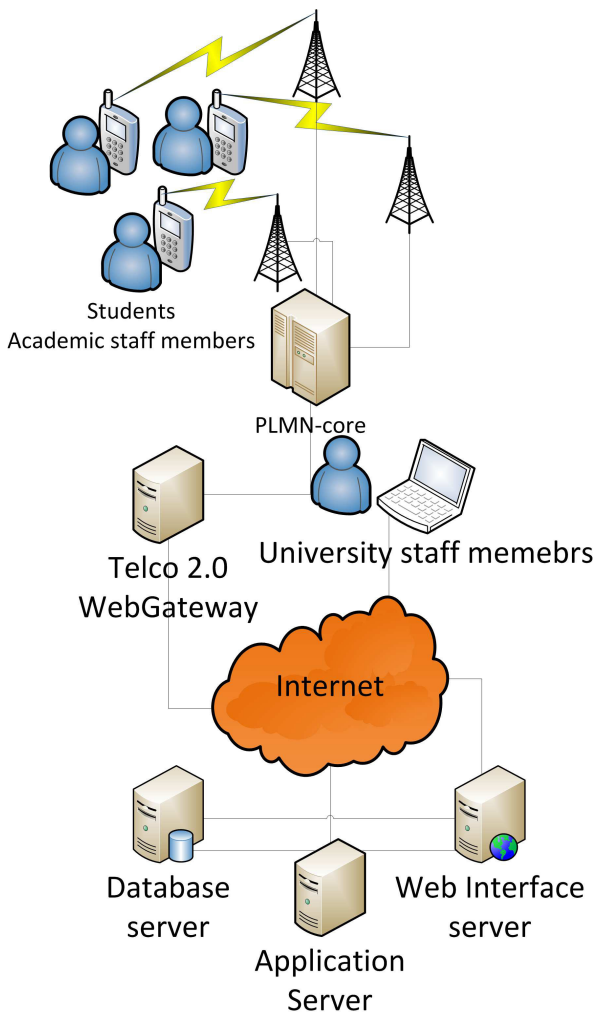 Students
Academic staff members
PLMN-core
University staff memebrs
Telco 2.0
WebGateway
Internet
Database
server
Web Interface
server
Application
Server